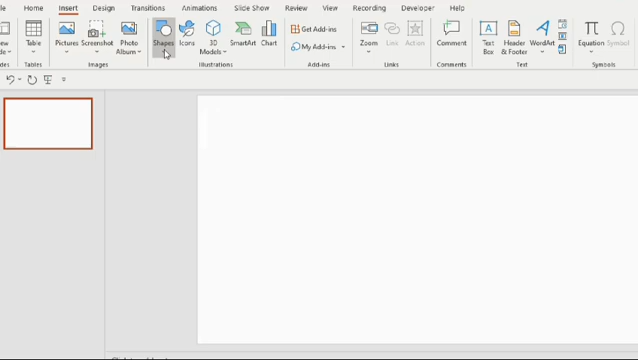 Home Insert Design Transitions Animations Slide Show Review View Recording Developer Help
Table Pictures Screenshot Photo Album Shapes Icons 3D Models SmartArt Chart Get Add-ins My Add-ins Zoom Link Action Comment Text Box Header & Footer WordArt Equation Symbol
Tables Images Illustrations Add-ins Links Comments Text Symbols